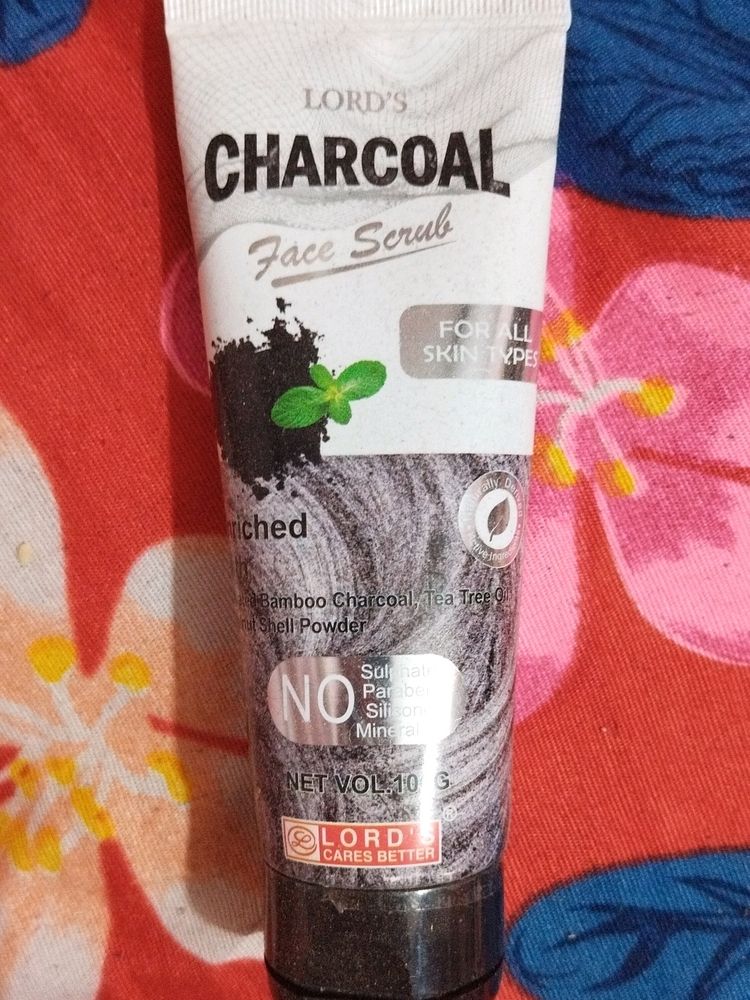 LORD'S
CHARCOAL
Face Scrub
FOR ALL
SKIN TYPES
riched
Bamboo Charcoal, Tea Tree Oil
Shell Powder
NO
Sulphate
Paraben
Silicone
Mineral
NET VOL.100G
LORD'S ®
CARES BETTER